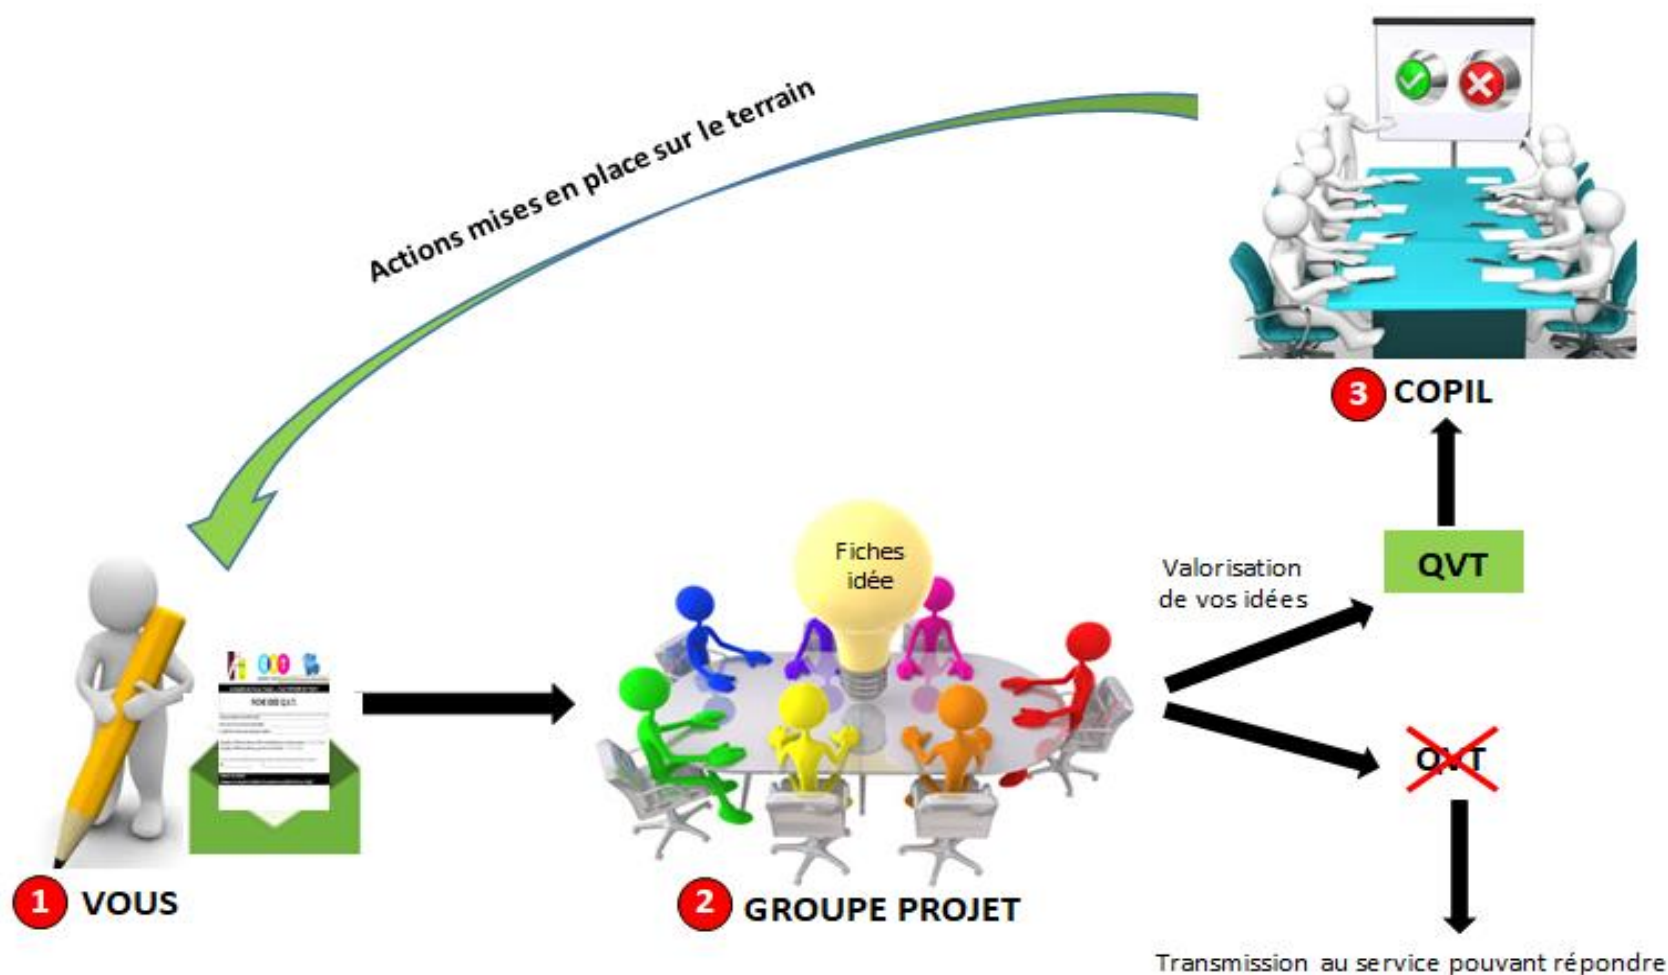 Actions mises en place sur le terrain
3 COPIL
Fiches
idée
Valorisation
de vos idées
QVT
QVT
1 VOUS
2 GROUPE PROJET
Transmission au service pouvant répondre